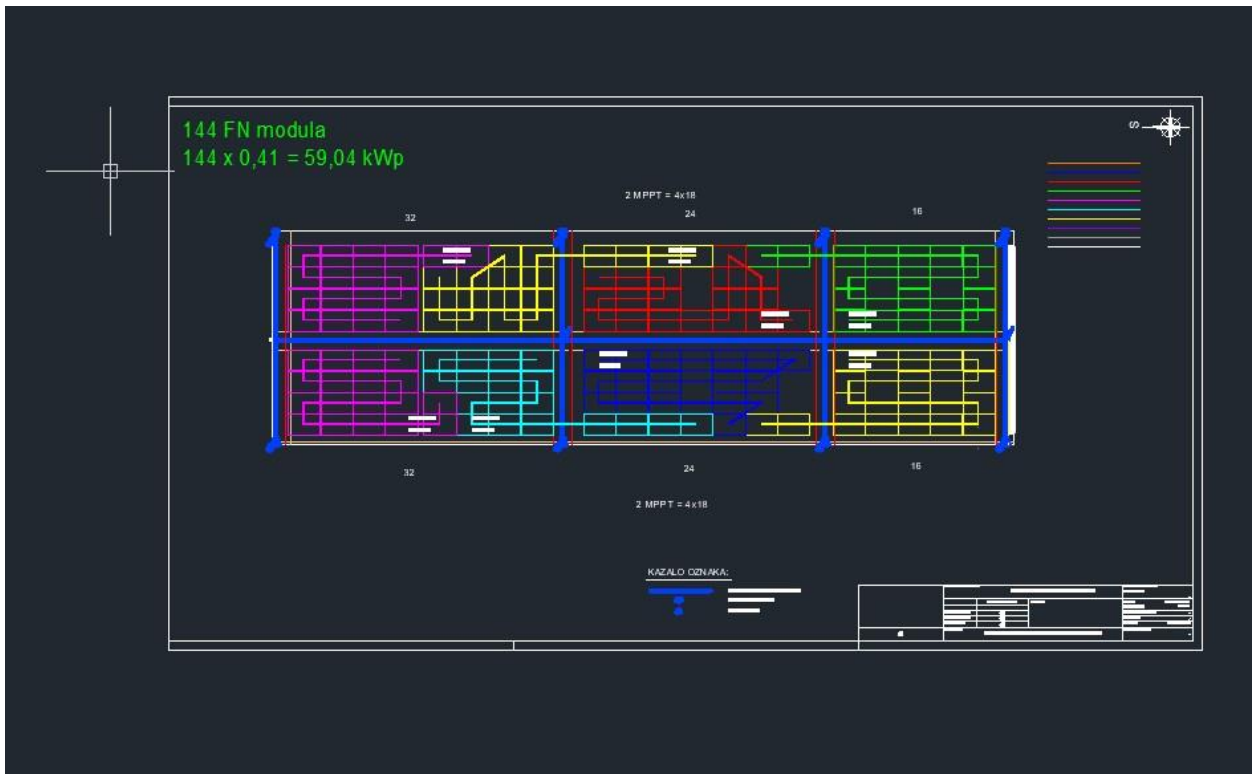 144 FN modula
144 x 0,41 = 59,04 kWp
S
2 MPPT = 4x18
32
24
16
32
24
16
2 MPPT = 4x18
KAZALO OZNAKA: